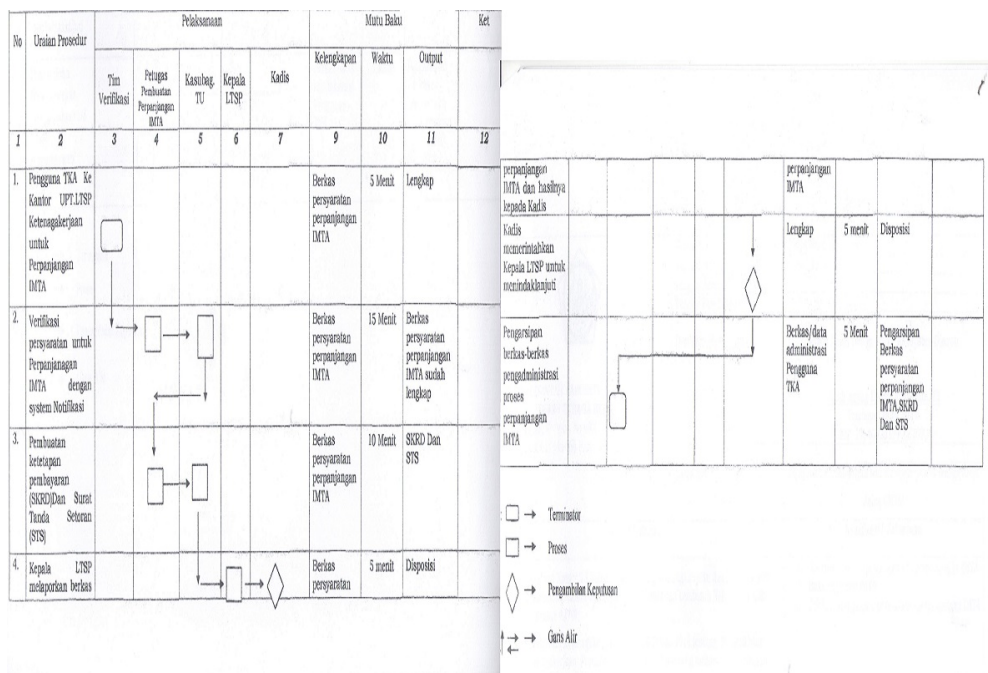 No Uraian Prosedur Pelaksanaan Mutu Baku Ket
Tim Verifikasi
Petugas Pembuatan Perpanjangan IMTA
Kasubag. TU
Kepala LTSP
Kadis
Kelengkapan
Waktu
Output
1 2 3 4 5 6 7 9 10 11 12
1.
Pengguna TKA Ke
Kantor UPT.LTSP
Ketenagakerjaan
untuk
Perpanjangan
IMTA
Berkas
persyaratan
perpanjangan
IMTA
5 Menit
Lengkap
2.
Verifikasi
persyaratan untuk
Perpanjanagan
IMTA dengan
system Notifikasi
Berkas
persyaratan
perpanjangan
IMTA
15 Menit
Berkas
persyaratan
perpanjangan
IMTA sudah
lengkap
3.
Pembuatan
ketetapan
pembayaran
(SKRD)Dan Surat
Tanda Setoran
(STS)
Berkas
persyaratan
perpanjangan
IMTA
10 Menit
SKRD Dan
STS
4.
Kepala LTSP
melaporkan berkas
Berkas
persyaratan
5 menit
Disposisi
perpanjangan
IMTA dan hasilnya
kepada Kadis
perpanjangan
IMTA
Kadis
memerintahkan
Kepala LTSP untuk
menindaklanjuti
Lengkap
5 menit
Disposisi
Pengarsipan
berkas-berkas
pengadministrasi
proses
perpanjangan
IMTA
Berkas/data
administrasi
Pengguna
TKA
5 Menit
Pengarsipan
Berkas
persyaratan
perpanjangan
IMTA,SKRD
Dan STS
Terminator
Proses
Pengambilan Keputusan
Garis Alir